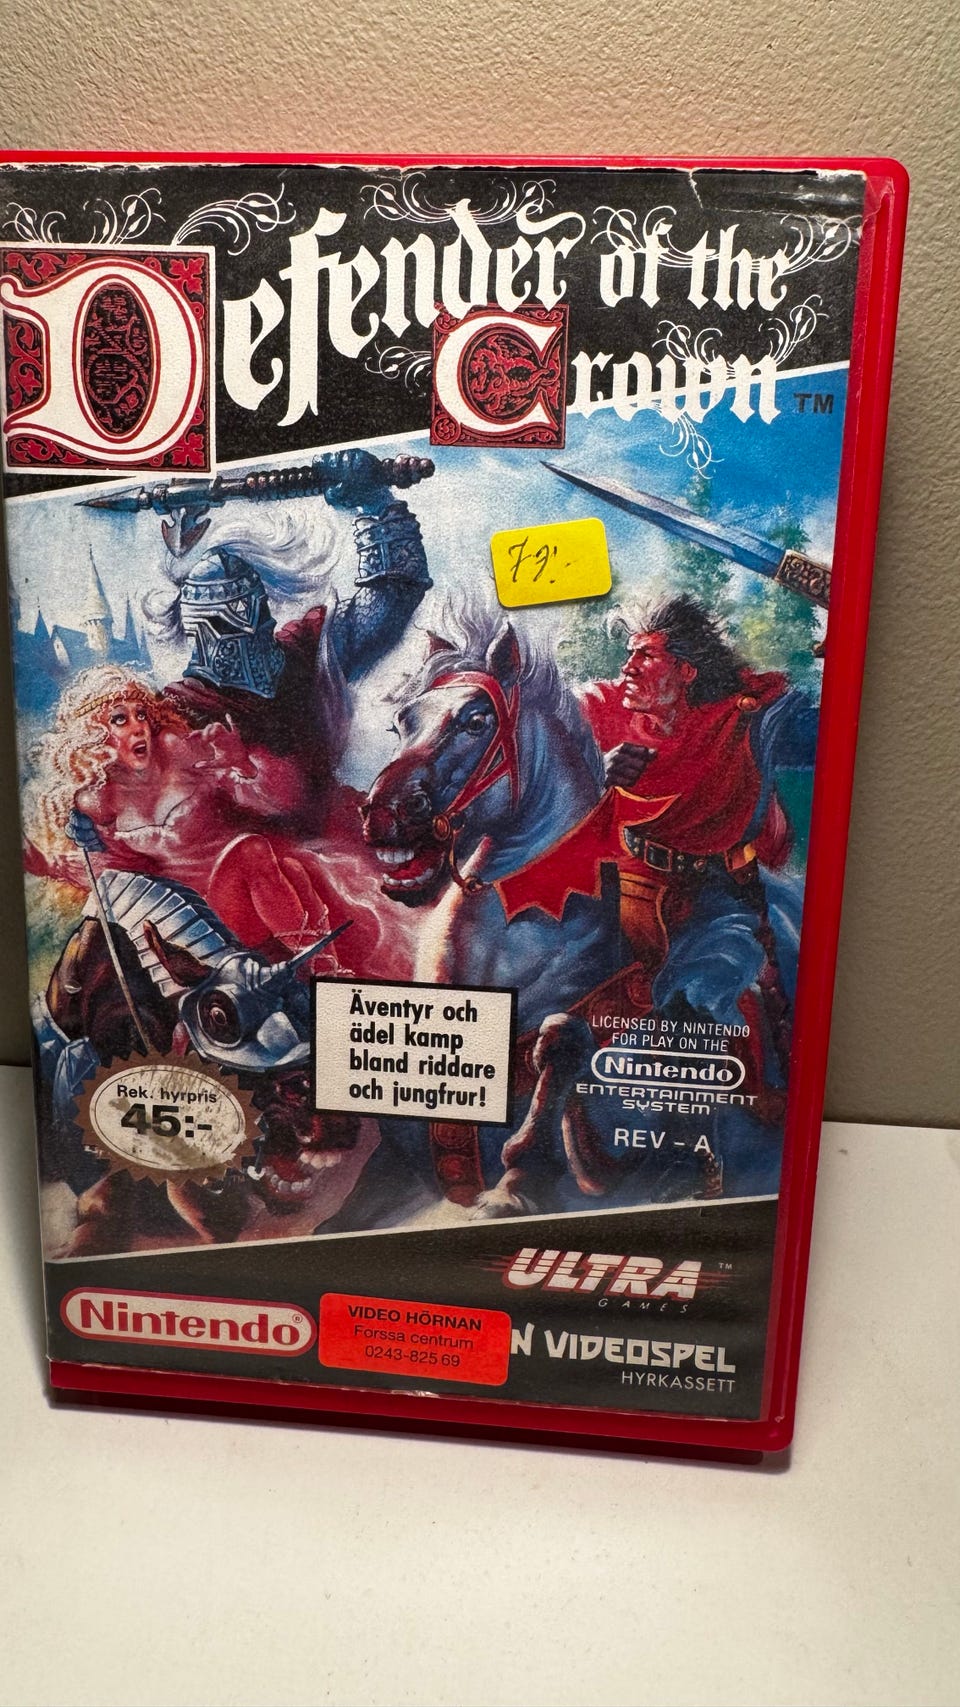 Defender of the
Crown TM
79:-
Äventyr och
ädel kamp
bland riddare
och jungfrur!
LICENSED BY NINTENDO
FOR PLAY ON THE
Nintendo
ENTERTAINMENT
SYSTEM
REV-A
Rek. hyrpris
45:-
ULTRA TM
GAMES
Nintendo®
VIDEO HÖRNAN
Forssa centrum
0243-825 69
N VIDEOSPEL
HYRKASSETT